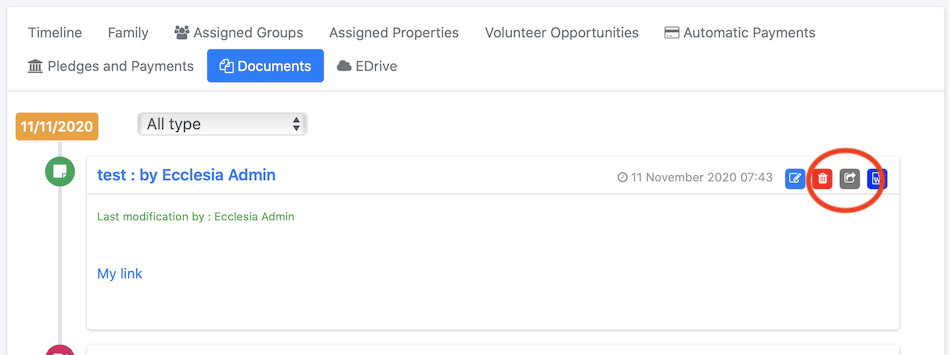 Timeline Family Assigned Groups Assigned Properties Volunteer Opportunities Automatic Payments
Pledges and Payments Documents EDrive
11/11/2020 All type
test : by Ecclesia Admin 11 November 2020 07:43 W
Last modification by : Ecclesia Admin
My link